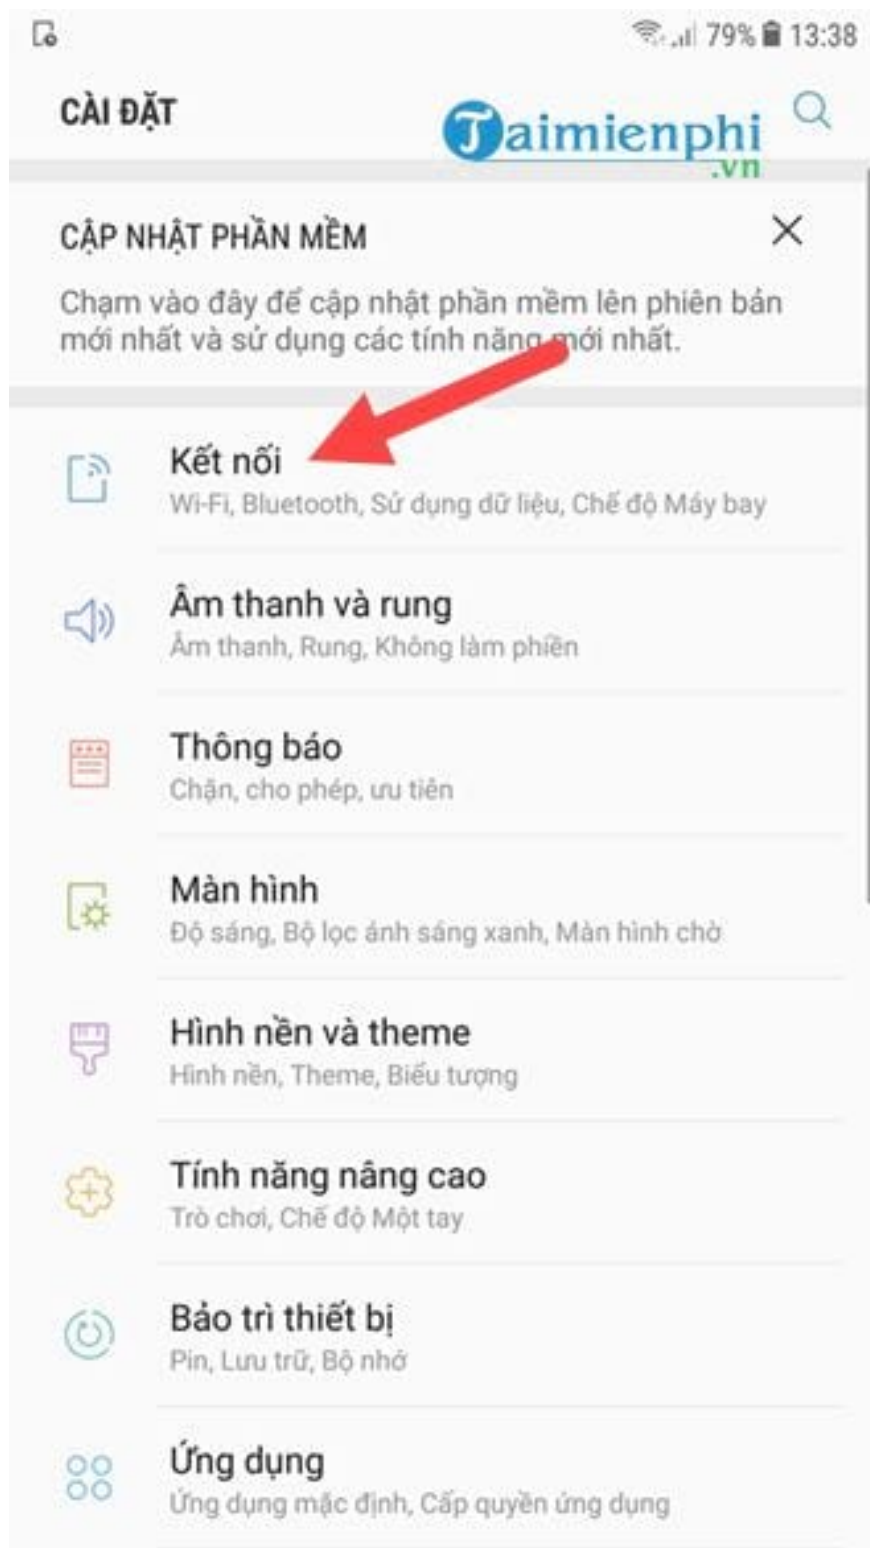 79% 13:38
CÀI ĐẶT
Taimienphi
.vn
CẬP NHẬT PHẦN MỀM
Chạm vào đây để cập nhật phần mềm lên phiên bản
mới nhất và sử dụng các tính năng mới nhất.
Kết nối
Wi-Fi, Bluetooth, Sử dụng dữ liệu, Chế độ Máy bay
Âm thanh và rung
Âm thanh, Rung, Không làm phiền
Thông báo
Chặn, cho phép, ưu tiên
Màn hình
Độ sáng, Bộ lọc ánh sáng xanh, Màn hình chờ
Hình nền và theme
Hình nền, Theme, Biểu tượng
Tính năng nâng cao
Trò chơi, Chế độ Một tay
Bảo trì thiết bị
Pin, Lưu trữ, Bộ nhớ
Ứng dụng
Ứng dụng mặc định, Cấp quyền ứng dụng